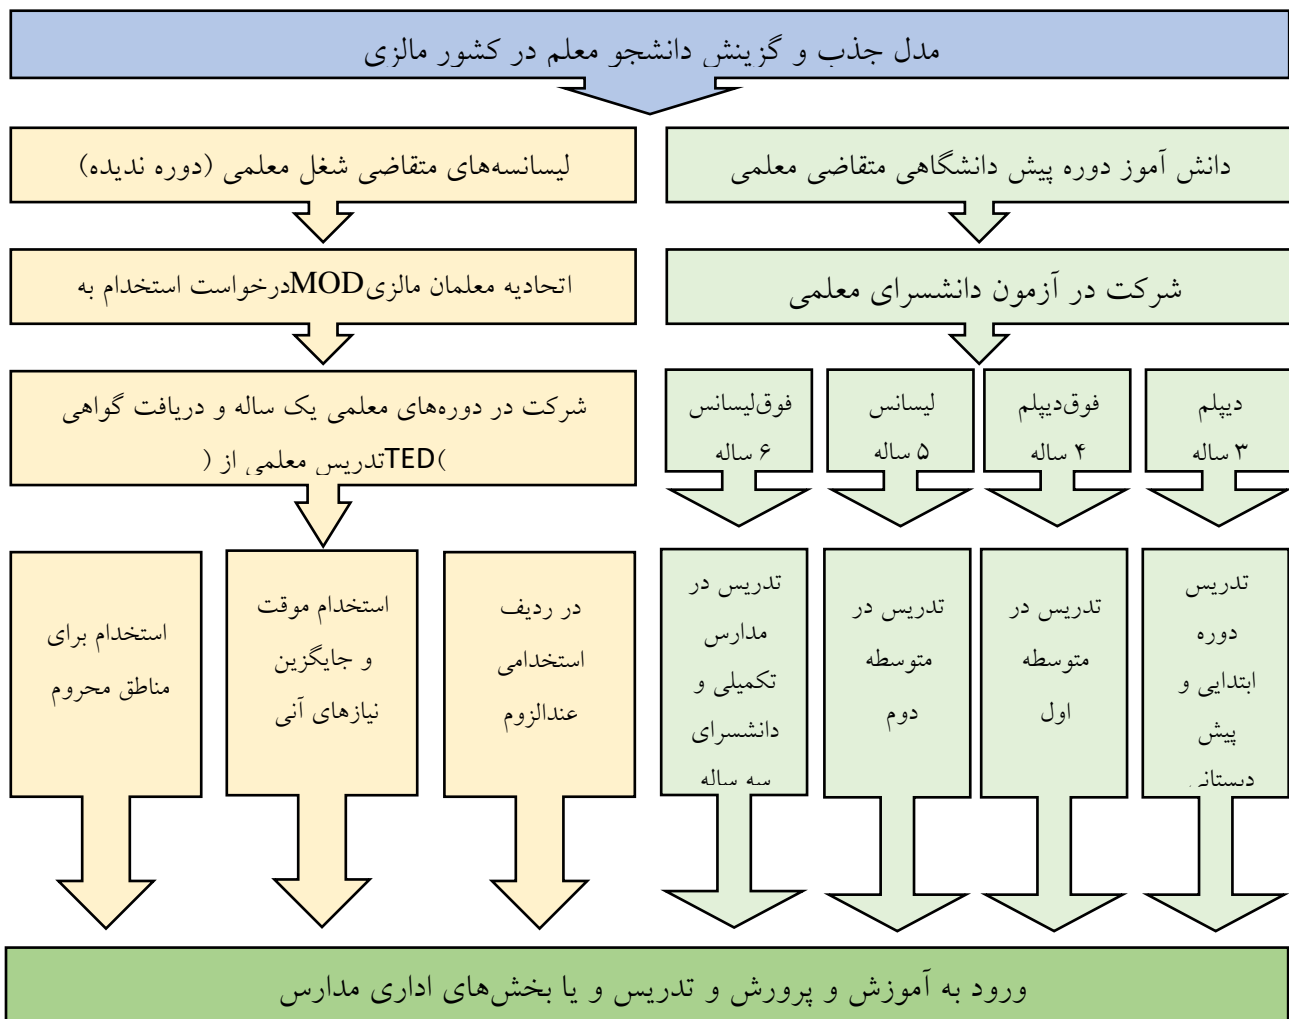 مدل جذب و گزینش دانشجو معلم در کشور مالزی
دانش آموز دوره پیش دانشگاهی متقاضی معلمی
لیسانسه‌های متقاضی شغل معلمی (دوره ندیده)
شرکت در آزمون دانشسرای معلمی
اتحادیه معلمان مالزیMODدرخواست استخدام به
دیپلم
۳ ساله
فوق‌دیپلم
۴ ساله
لیسانس
۵ ساله
فوق‌لیسانس
۶ ساله
شرکت در دوره‌های معلمی یک ساله و دریافت گواهی
)TEDتدریس معلمی از (
تدریس
دوره
ابتدایی و
پیش
دبستانی
تدریس در
متوسطه
اول
تدریس در
متوسطه
دوم
تدریس در
مدارس
تکمیلی و
دانشسرای
سه ساله
در ردیف
استخدامی
عندالزوم
استخدام موقت
و جایگزین
نیازهای آنی
استخدام برای
مناطق محروم
ورود به آموزش و پرورش و تدریس و یا بخش‌های اداری مدارس